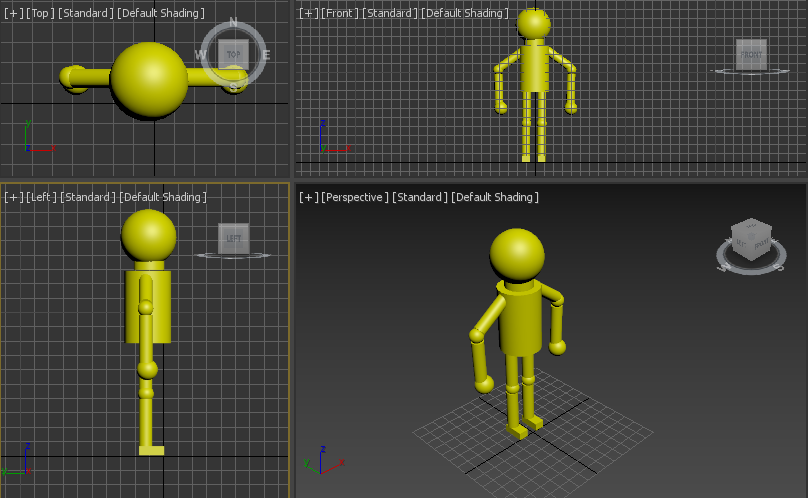 [+] [Top] [Standard] [Default Shading]
N
W TOP E
S
y
z x
[+] [Front] [Standard] [Default Shading]
FRONT
z
y x
[+] [Left] [Standard] [Default Shading]
LEFT
z
y x
[+] [Perspective] [Standard] [Default Shading]
W S
z
y x